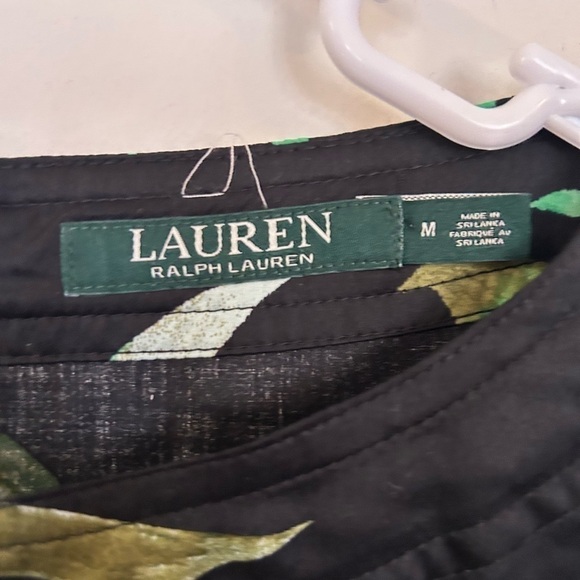 LAUREN
RALPH LAUREN
M
MADE IN
SRI LANKA
FABRIQUÉ AU
SRI LANKA